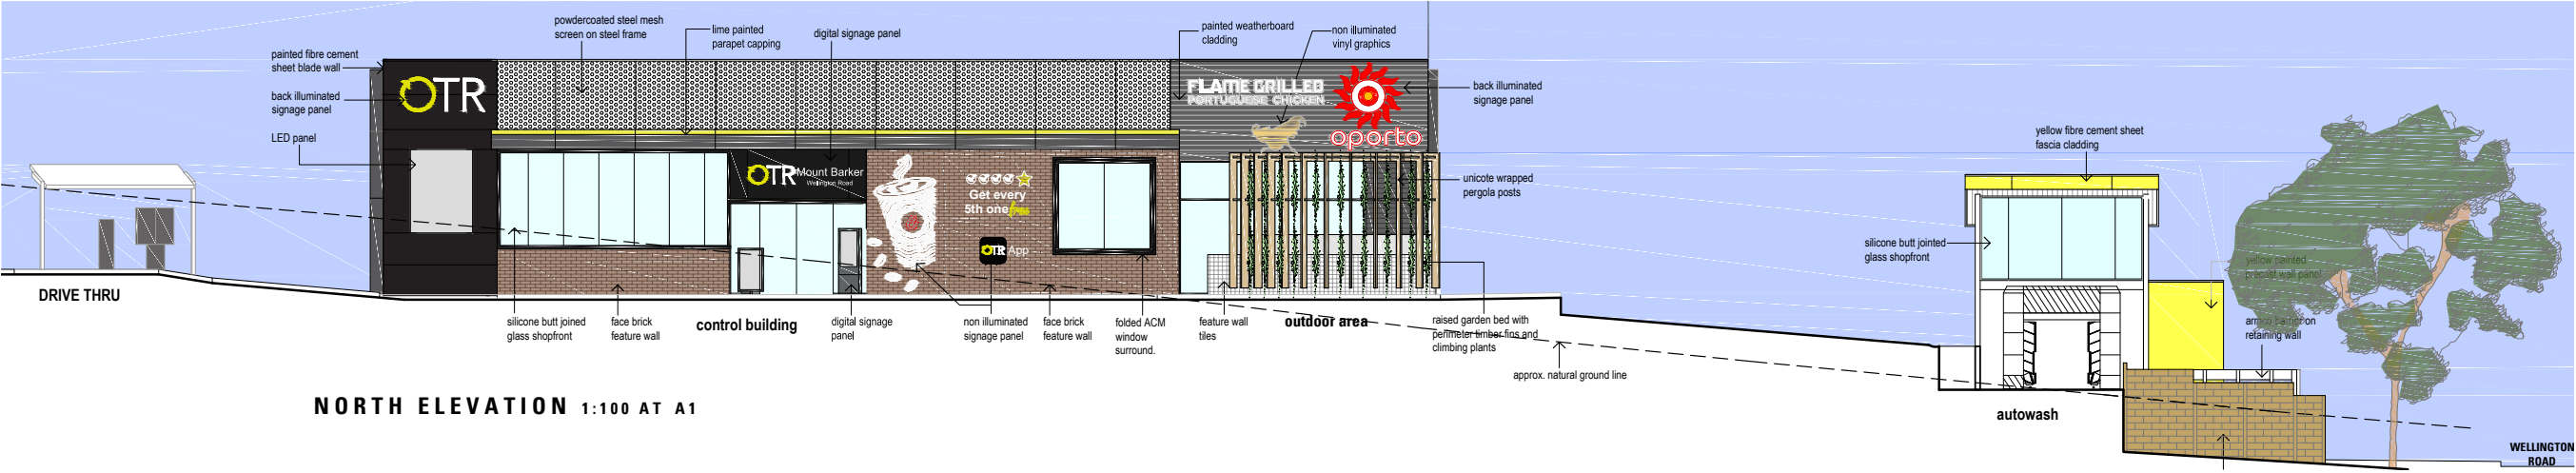 powdercoated steel mesh
screen on steel frame
lime painted
parapet capping
digital signage panel
painted weatherboard
cladding
non illuminated
vinyl graphics
painted fibre cement
sheet blade wall
back illuminated
signage panel
LED panel
OTR
FLAME GRILLED
PORTUGUESE CHICKEN
oporto
back illuminated
signage panel
yellow fibre cement sheet
fascia cladding
OTR Mount Barker
Wellington Road
Get every
5th one free
OTR App
unicote wrapped
pergola posts
silicone butt jointed
glass shopfront
yellow painted
precast wall panel
armco barrier on
retaining wall
DRIVE THRU
silicone butt joined
glass shopfront
face brick
feature wall
control building
digital signage
panel
non illuminated
signage panel
face brick
feature wall
folded ACM
window
surround.
feature wall
tiles
outdoor area
raised garden bed with
perimeter timber fins and
climbing plants
approx. natural ground line
autowash
NORTH ELEVATION 1:100 AT A1
WELLINGTON
ROAD